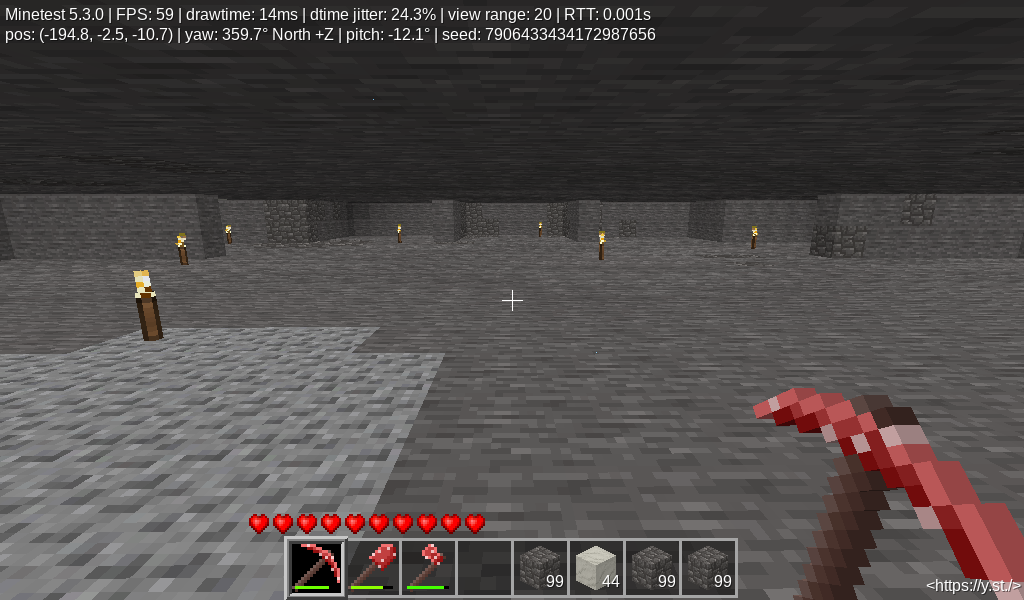 Minetest 5.3.0 | FPS: 59 | drawtime: 14ms | dtime jitter: 24.3% | view range: 20 | RTT: 0.001s
pos: (-194.8, -2.5, -10.7) | yaw: 359.7° North +Z | pitch: -12.1° | seed: 7906433434172987656
99 44 99 99
<https://y.st./>